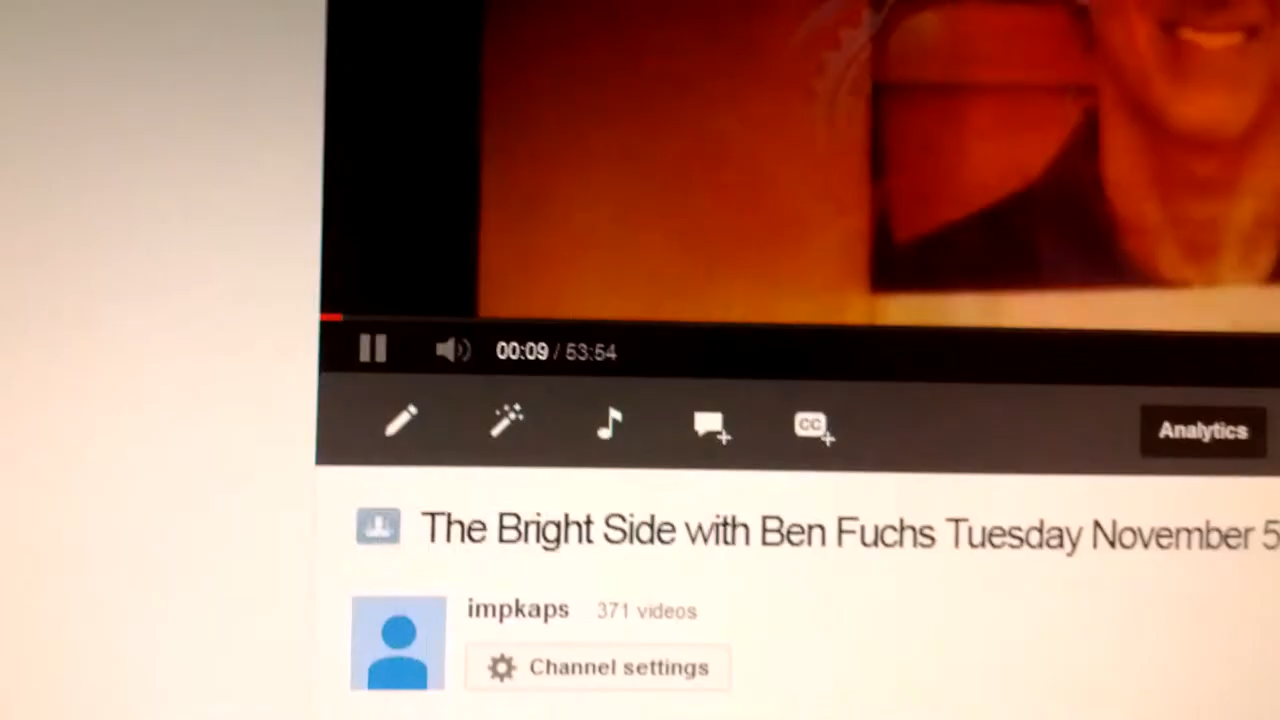 00:09 / 53:54
CC
Analytics
The Bright Side with Ben Fuchs Tuesday November 5
impkaps 371 videos
Channel settings